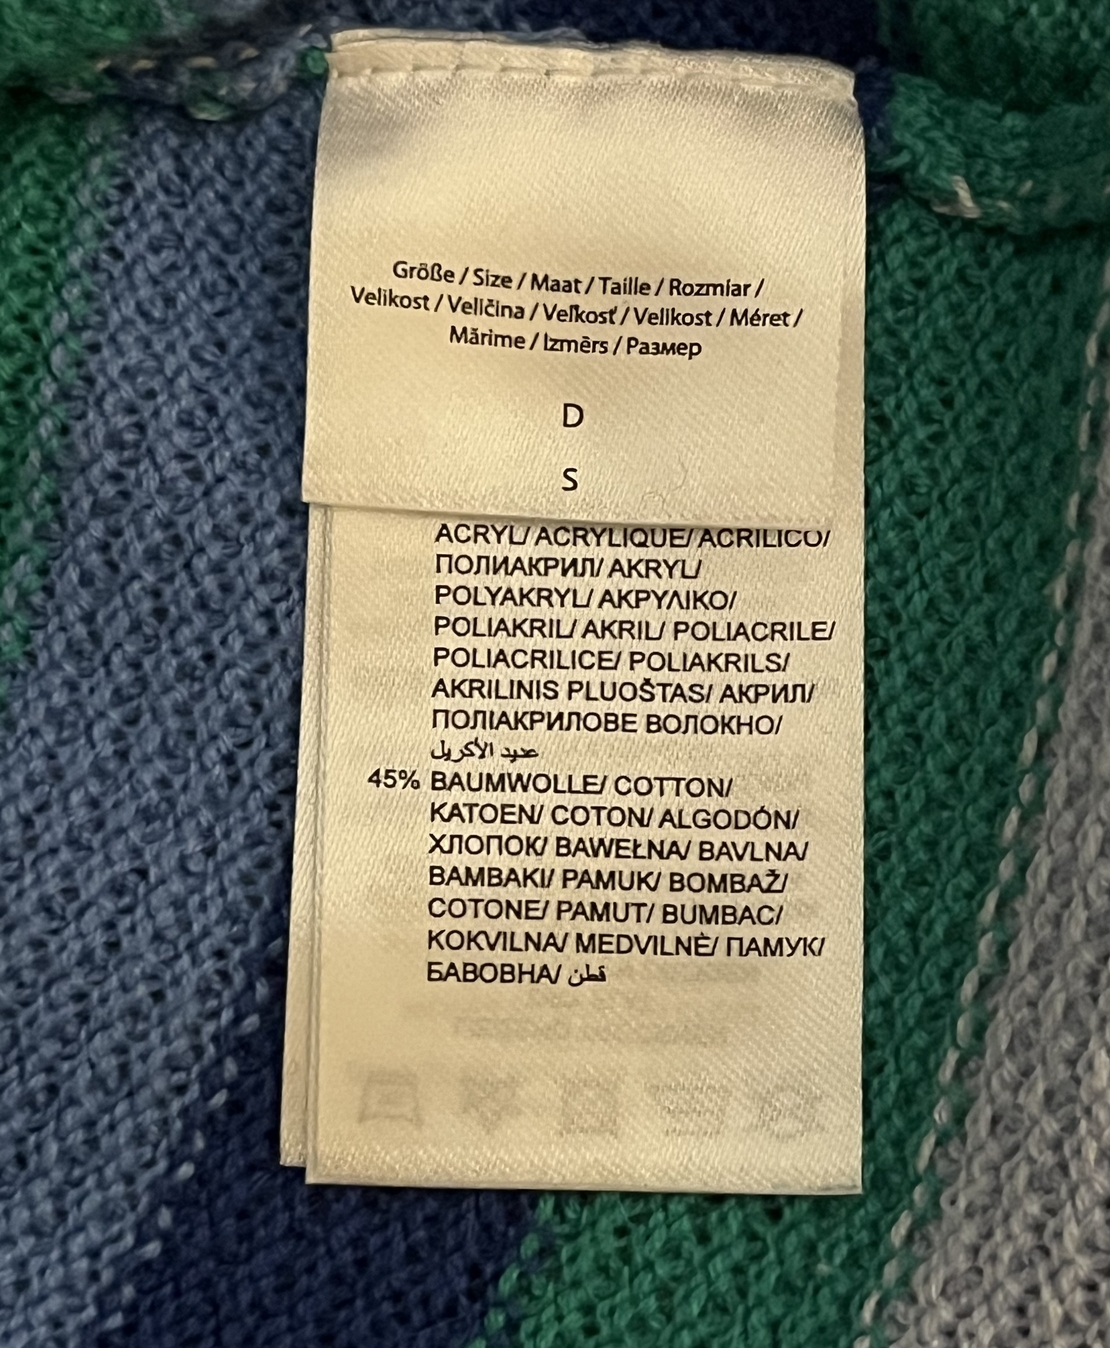 Größe / Size / Maat / Taille / Rozmiar /
Velikost / Veličina / Veľkosť / Velikost / Méret /
Mărime / Izmērs / Размер
D
S
ACRYL/ ACRYLIQUE/ ACRILICO/
ПОЛИАКРИЛ/ AKRYL/
POLYAKRYL/ ΑΚΡΥΛΙΚΟ/
POLIAKRIL/ AKRIL/ POLIACRILE/
POLIACRILICE/ POLIAKRILS/
AKRILINIS PLUOŠTAS/ АКРИЛ/
ПОЛІАКРИЛОВЕ ВОЛОКНО/
الأكريل
45% BAUMWOLLE/ COTTON/
KATOEN/ COTON/ ALGODÓN/
ХЛОПОК/ BAWEŁNA/ BAVLNA/
BAMBAKI/ PAMUK/ BOMBAŽ/
COTONE/ PAMUT/ BUMBAC/
KOKVILNA/ MEDVILNĖ/ ПАМУК/
БАВОВНА/ قطن